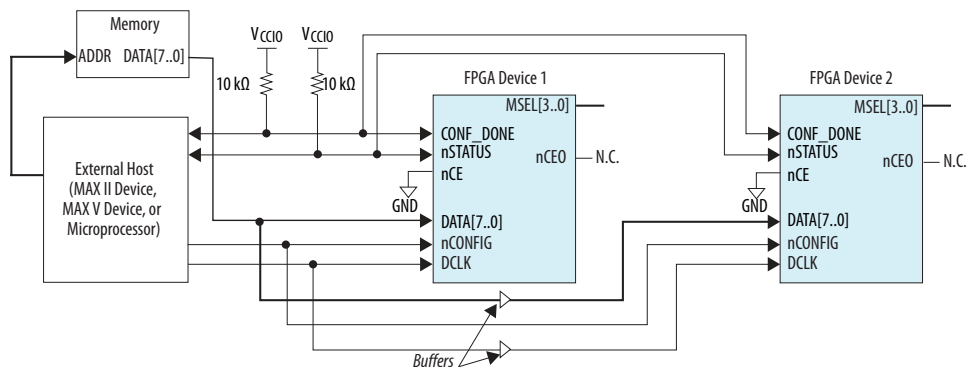 Memory
ADDR DATA[7..0]
VCCIO
VCCIO
10 kΩ
10 kΩ
External Host
(MAX II Device,
MAX V Device, or
Microprocessor)
FPGA Device 1
MSEL[3..0]
CONF_DONE
nSTATUS
nCE
nCEO
N.C.
GND
DATA[7..0]
nCONFIG
DCLK
FPGA Device 2
MSEL[3..0]
CONF_DONE
nSTATUS
nCE
nCEO
N.C.
GND
DATA[7..0]
nCONFIG
DCLK
Buffers